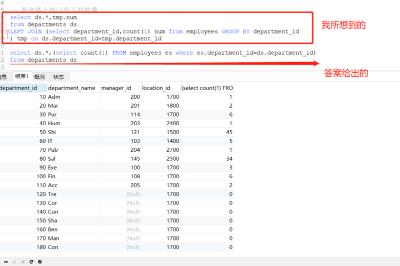 select ds.*,tmp.num
from departments ds
LEFT JOIN (select department_id,count(1) num from employees GROUP BY department_id
) tmp on ds.department_id=tmp.department_id
我所想到的
select ds.*,(select count(1) FROM employees es where es.department_id=ds.department_id)
from departments ds
答案给出的
信息 结果1 概况 状态
department_id department_name manager_id location_id (select count(1) FRO
10 Adm 200 1700 1
20 Mar 201 1800 2
30 Pur 114 1700 6
40 Hum 203 2400 1
50 Shi 121 1500 45
60 IT 103 1400 5
70 Pub 204 2700 1
80 Sal 145 2500 34
90 Exe 100 1700 3
100 Fin 108 1700 6
110 Acc 205 1700 2
120 Tre (Null) 1700 0
130 Cor (Null) 1700 0
140 Con (Null) 1700 0
150 Sha (Null) 1700 0
160 Ben (Null) 1700 0
170 Man (Null) 1700 0
180 Con (Null) 1700 0